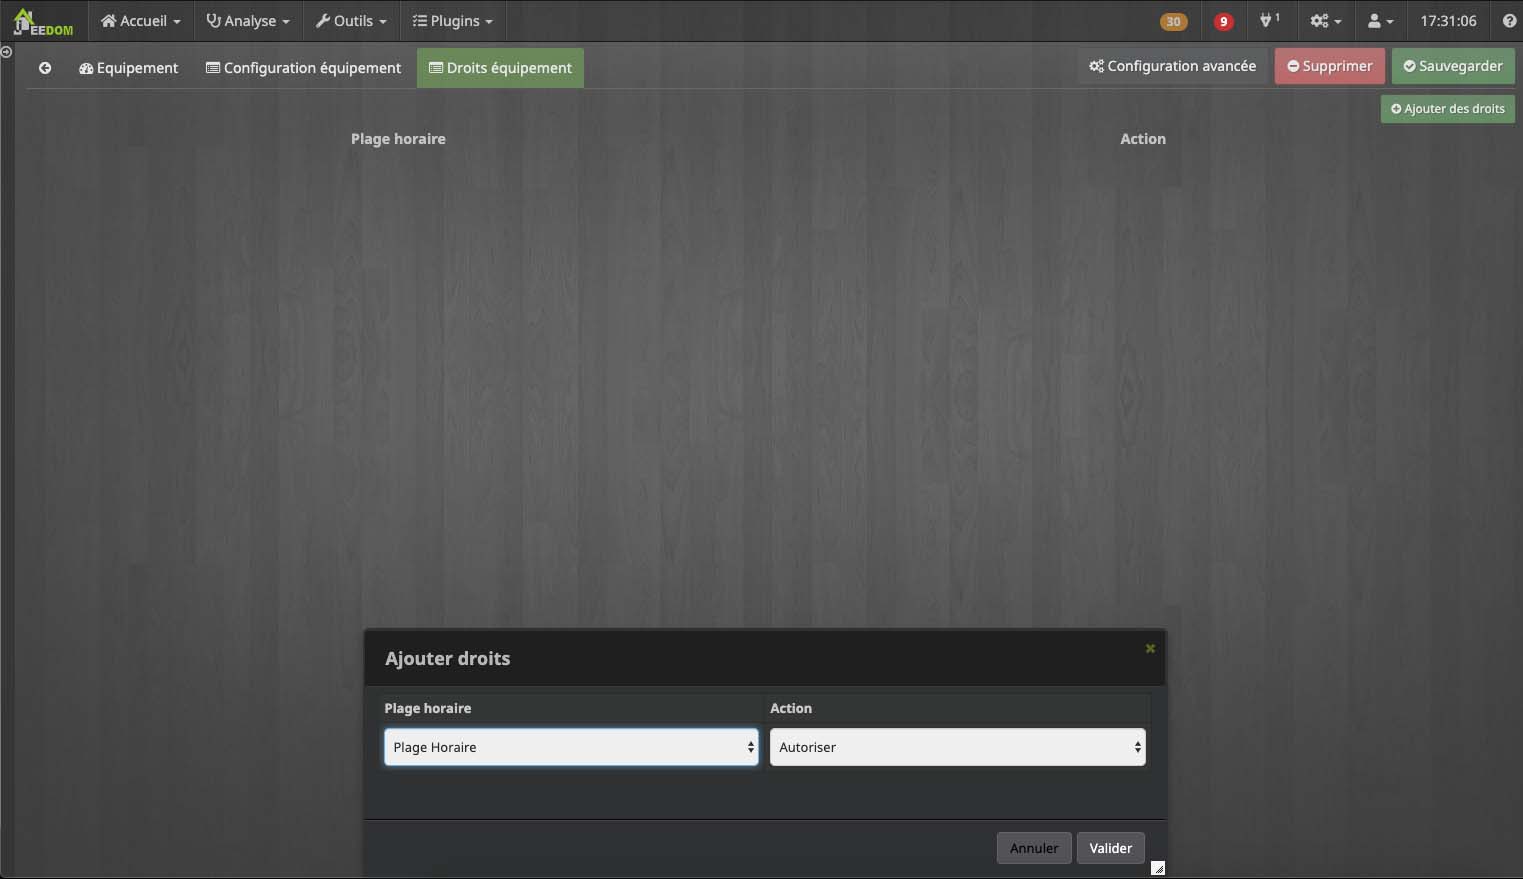 JEEDOM Accueil Analyse Outils Plugins 30 9 1 17:31:06
Equipement Configuration équipement Droits équipement Configuration avancée Supprimer Sauvegarder
Ajouter des droits
Plage horaire Action
Ajouter droits
Plage horaire Action
Plage Horaire Autoriser
Annuler Valider